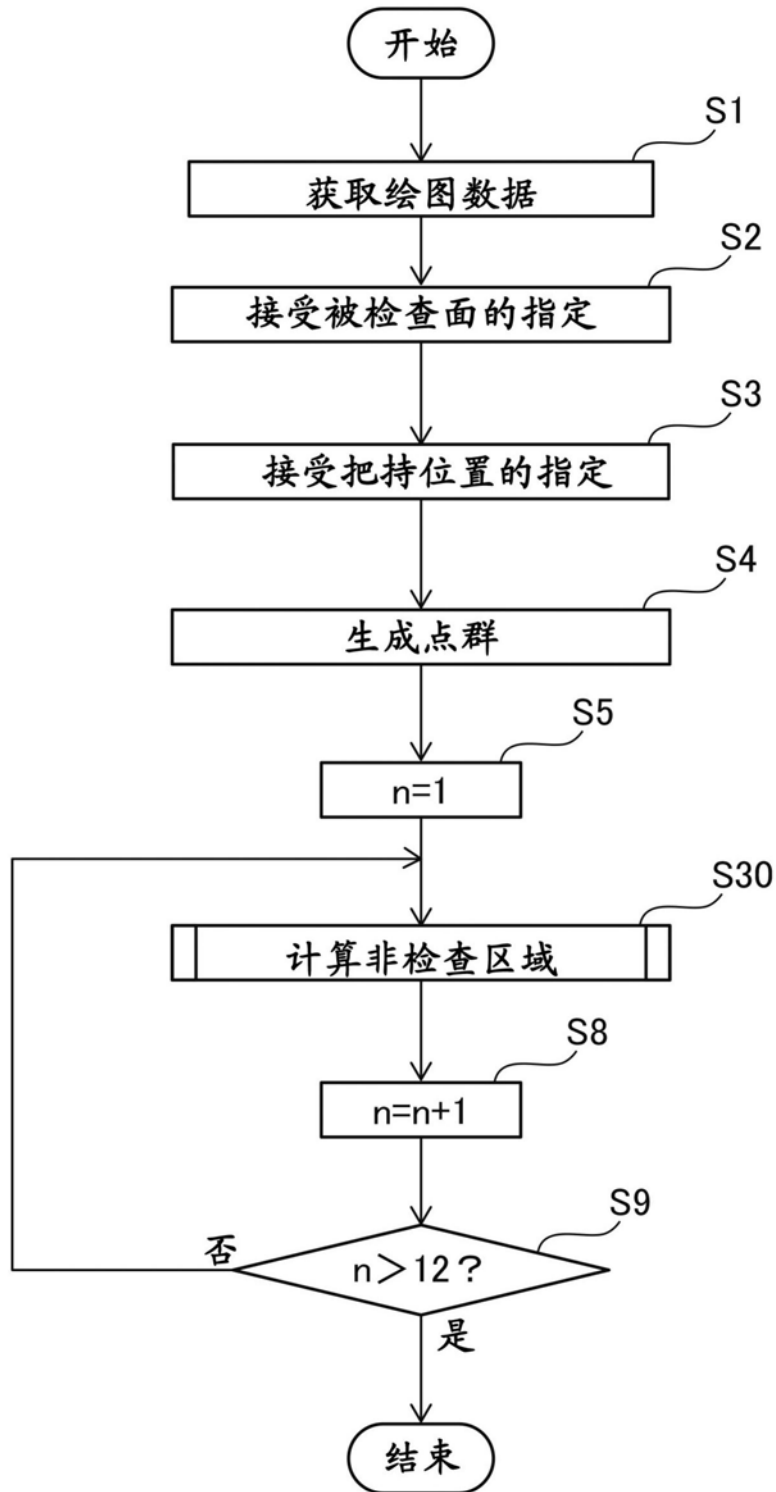 开始
S1
获取绘图数据
S2
接受被检查面的指定
S3
接受把持位置的指定
S4
生成点群
S5
n=1
S30
计算非检查区域
S8
n=n+1
S9
否
n＞12？
是
结束